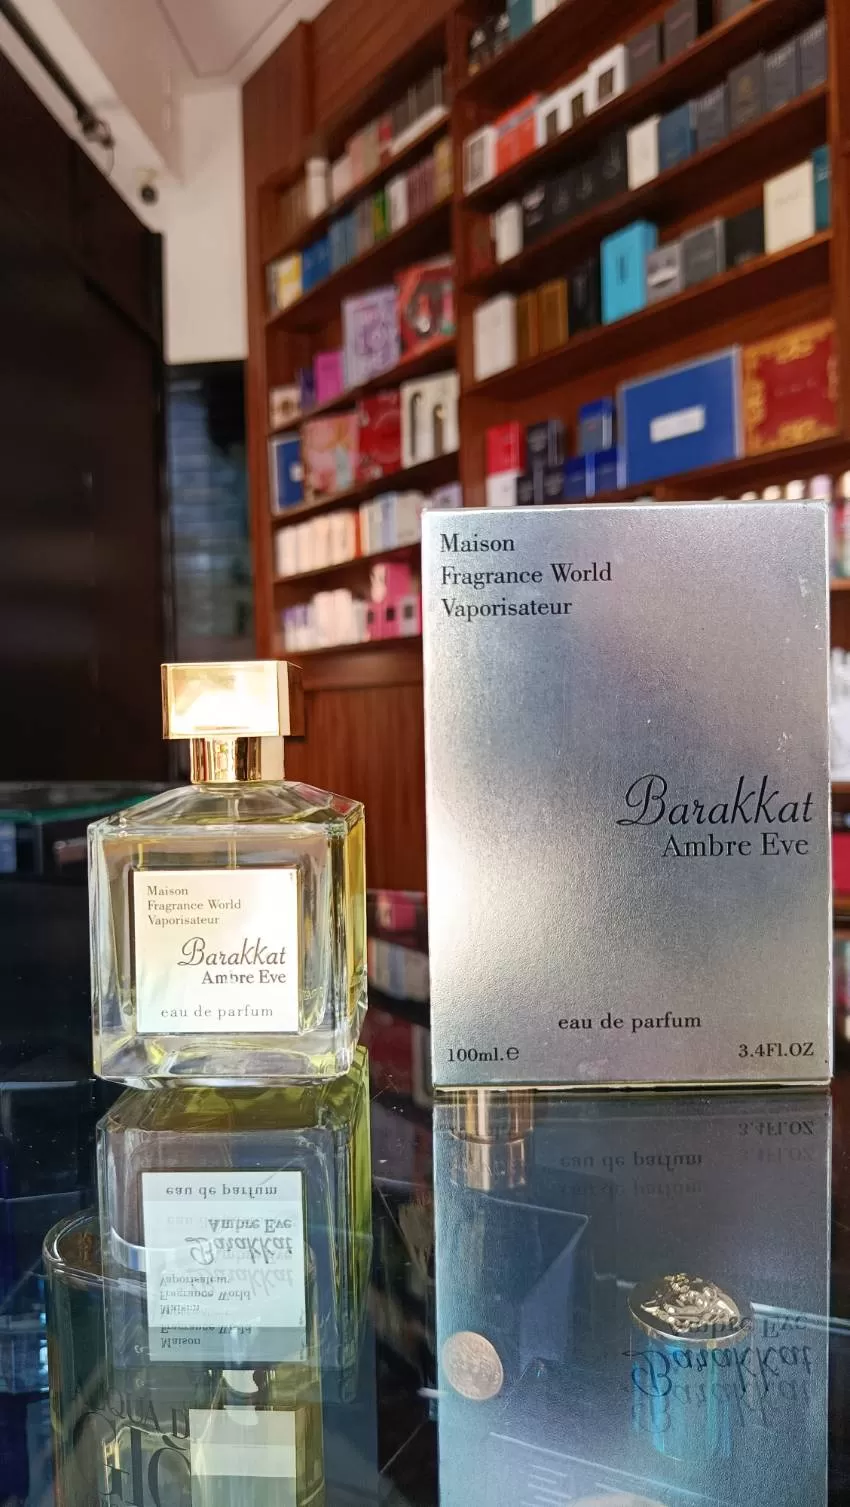 Maison
Fragrance World
Vaporisateur
Barakkat
Ambre Eve
eau de parfum
100ml.e
3.4Fl.OZ
Maison
Fragrance World
Vaporisateur
Barakkat
Ambre Eve
eau de parfum